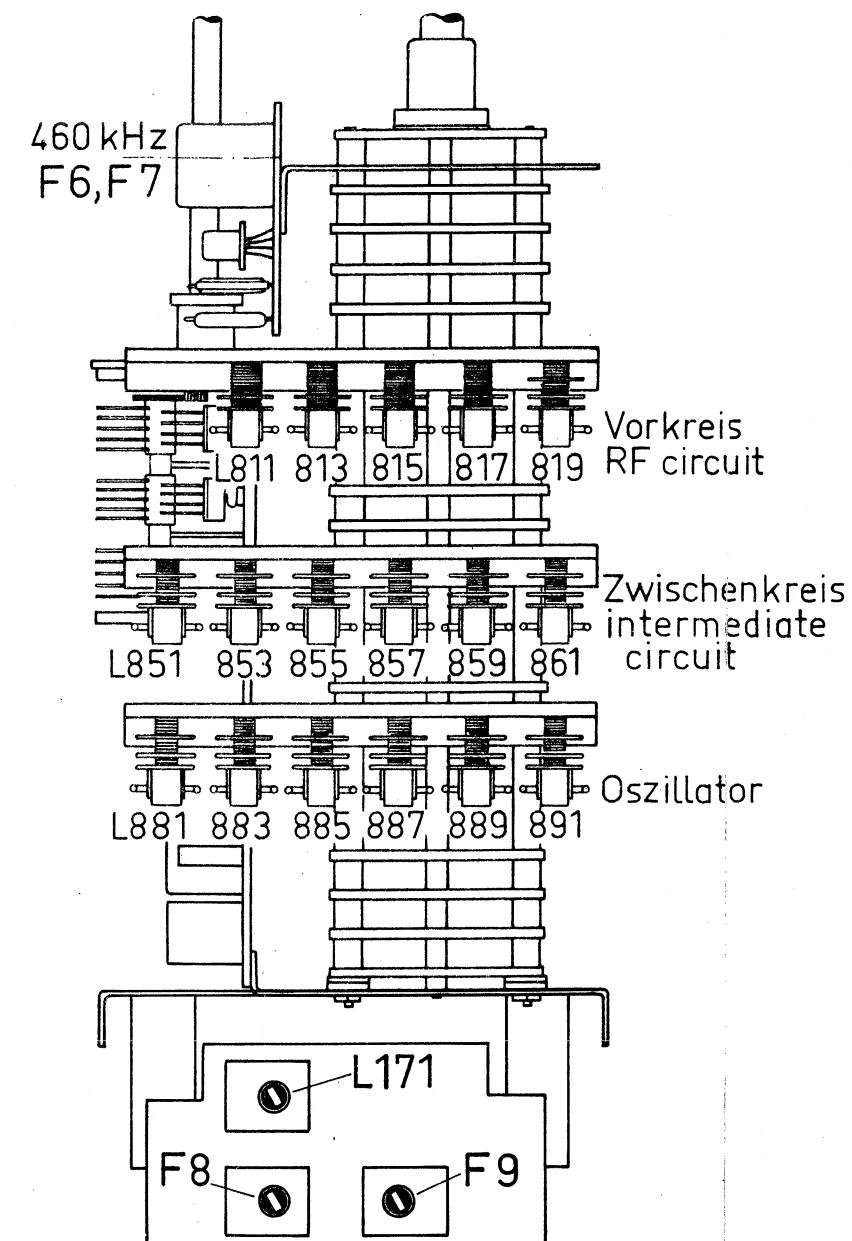 460 kHz
F6, F7
L811 813 815 817 819
Vorkreis
RF circuit
Zwischenkreis
intermediate
circuit
L851 853 855 857 859 861
Oszillator
L881 883 885 887 889 891
L171
F8
F9